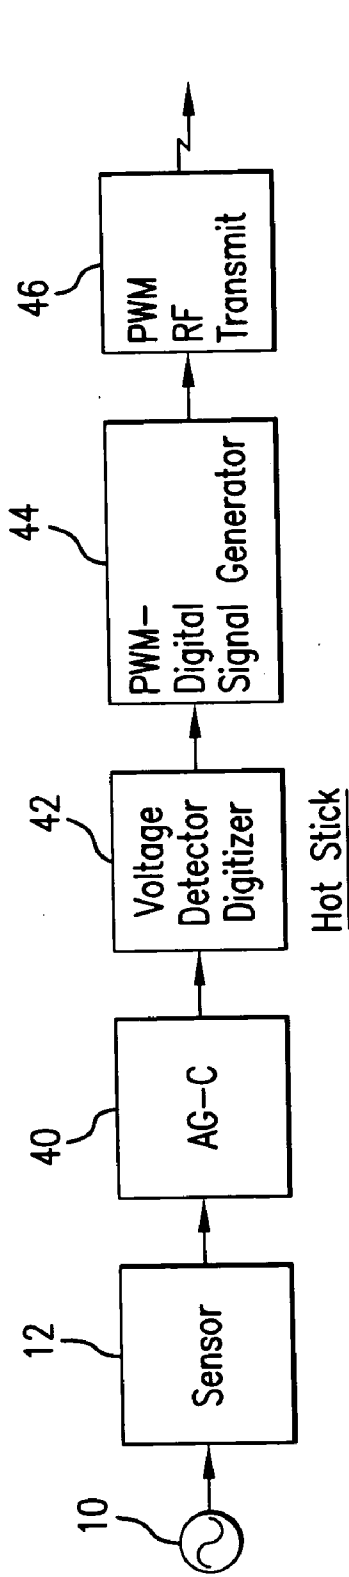 10
12
Sensor
40
AG-C
42
Voltage
Detector
Digitizer
44
PWM-
Digital
Signal Generator
46
PWM
RF
Transmit
Hot Stick